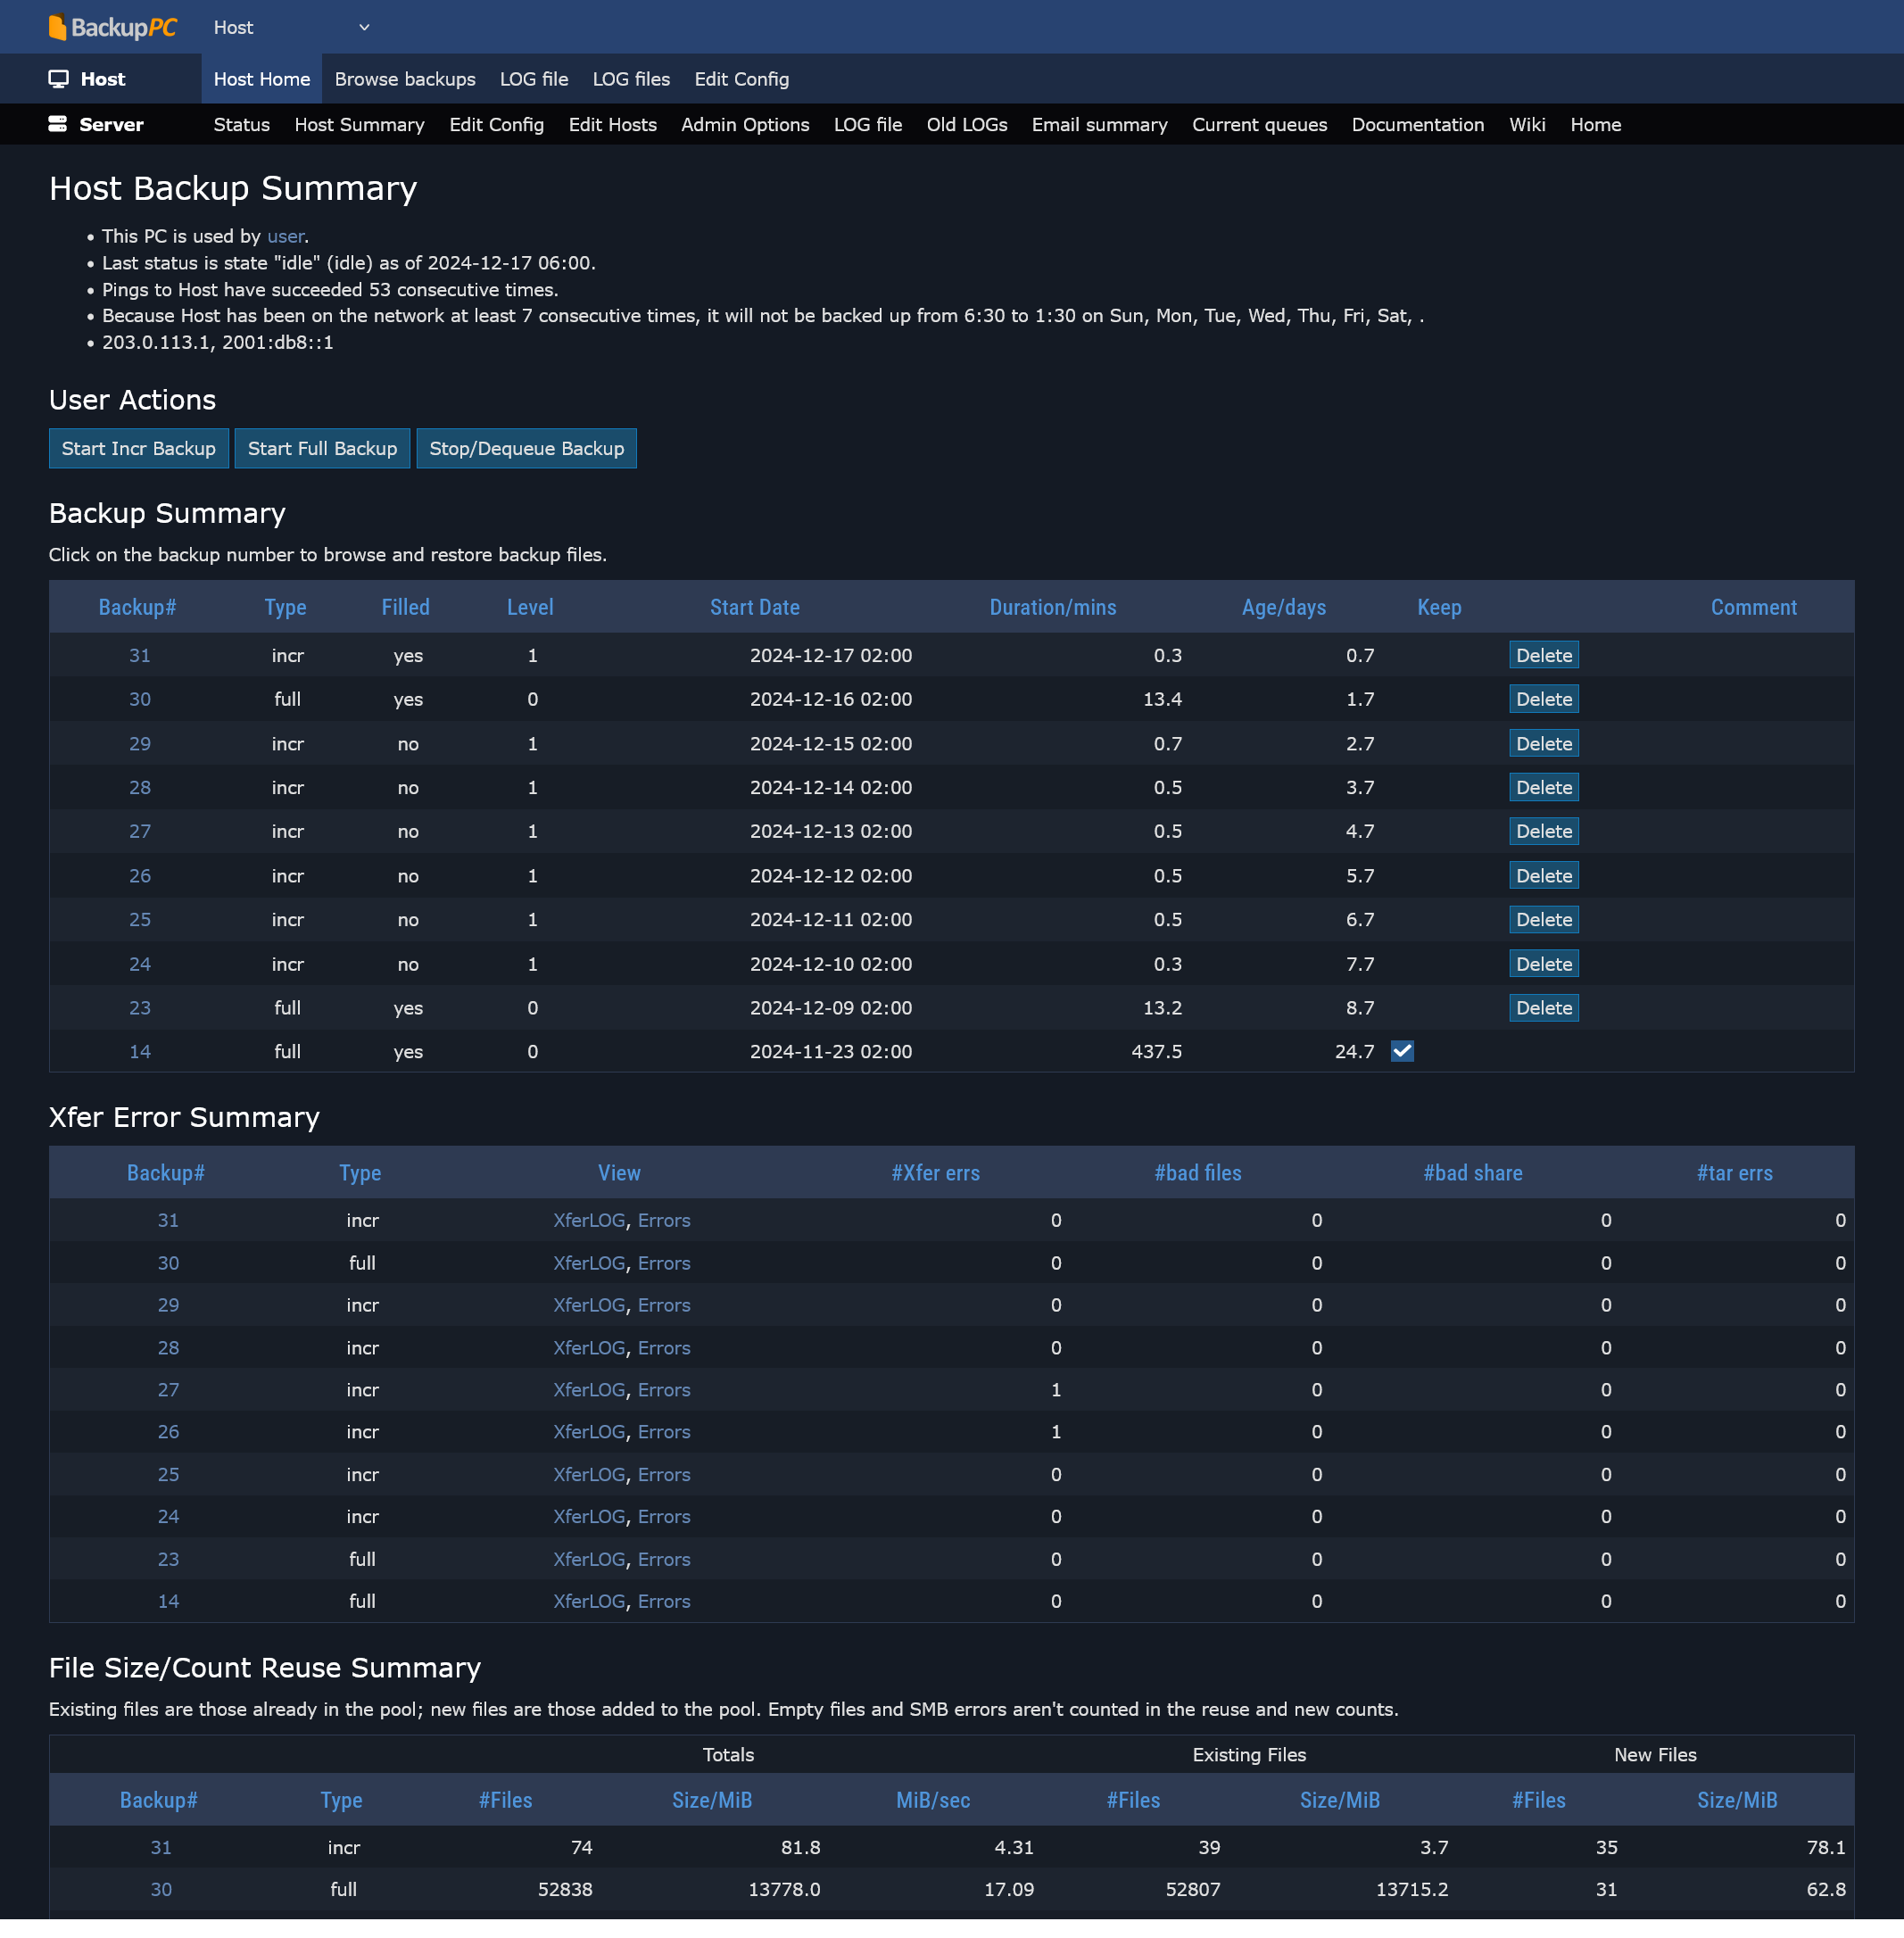 BackupPC Host
Host Host Home Browse backups LOG file LOG files Edit Config
Server Status Host Summary Edit Config Edit Hosts Admin Options LOG file Old LOGs Email summary Current queues Documentation Wiki Home
Host Backup Summary
• This PC is used by user.
• Last status is state "idle" (idle) as of 2024-12-17 06:00.
• Pings to Host have succeeded 53 consecutive times.
• Because Host has been on the network at least 7 consecutive times, it will not be backed up from 6:30 to 1:30 on Sun, Mon, Tue, Wed, Thu, Fri, Sat, .
• 203.0.113.1, 2001:db8::1
User Actions
Start Incr Backup Start Full Backup Stop/Dequeue Backup
Backup Summary
Click on the backup number to browse and restore backup files.
Backup# Type Filled Level Start Date Duration/mins Age/days Keep Comment
31 incr yes 1 2024-12-17 02:00 0.3 0.7 Delete
30 full yes 0 2024-12-16 02:00 13.4 1.7 Delete
29 incr no 1 2024-12-15 02:00 0.7 2.7 Delete
28 incr no 1 2024-12-14 02:00 0.5 3.7 Delete
27 incr no 1 2024-12-13 02:00 0.5 4.7 Delete
26 incr no 1 2024-12-12 02:00 0.5 5.7 Delete
25 incr no 1 2024-12-11 02:00 0.5 6.7 Delete
24 incr no 1 2024-12-10 02:00 0.3 7.7 Delete
23 full yes 0 2024-12-09 02:00 13.2 8.7 Delete
14 full yes 0 2024-11-23 02:00 437.5 24.7
Xfer Error Summary
Backup# Type View #Xfer errs #bad files #bad share #tar errs
31 incr XferLOG, Errors 0 0 0 0
30 full XferLOG, Errors 0 0 0 0
29 incr XferLOG, Errors 0 0 0 0
28 incr XferLOG, Errors 0 0 0 0
27 incr XferLOG, Errors 1 0 0 0
26 incr XferLOG, Errors 1 0 0 0
25 incr XferLOG, Errors 0 0 0 0
24 incr XferLOG, Errors 0 0 0 0
23 full XferLOG, Errors 0 0 0 0
14 full XferLOG, Errors 0 0 0 0
File Size/Count Reuse Summary
Existing files are those already in the pool; new files are those added to the pool. Empty files and SMB errors aren't counted in the reuse and new counts.
Totals Existing Files New Files
Backup# Type #Files Size/MiB MiB/sec #Files Size/MiB #Files Size/MiB
31 incr 74 81.8 4.31 39 3.7 35 78.1
30 full 52838 13778.0 17.09 52807 13715.2 31 62.8